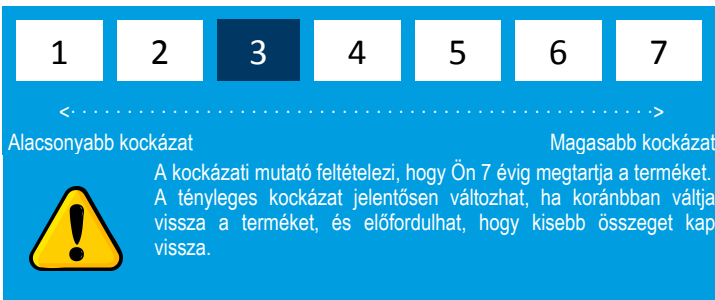 1 2 3 4 5 6 7
Alacsonyabb kockázat Magasabb kockázat
A kockázati mutató feltételezi, hogy Ön 7 évig megtartja a terméket.
A tényleges kockázat jelentősen változhat, ha koránbban váltja
vissza a terméket, és előfordulhat, hogy kisebb összeget kap
vissza.